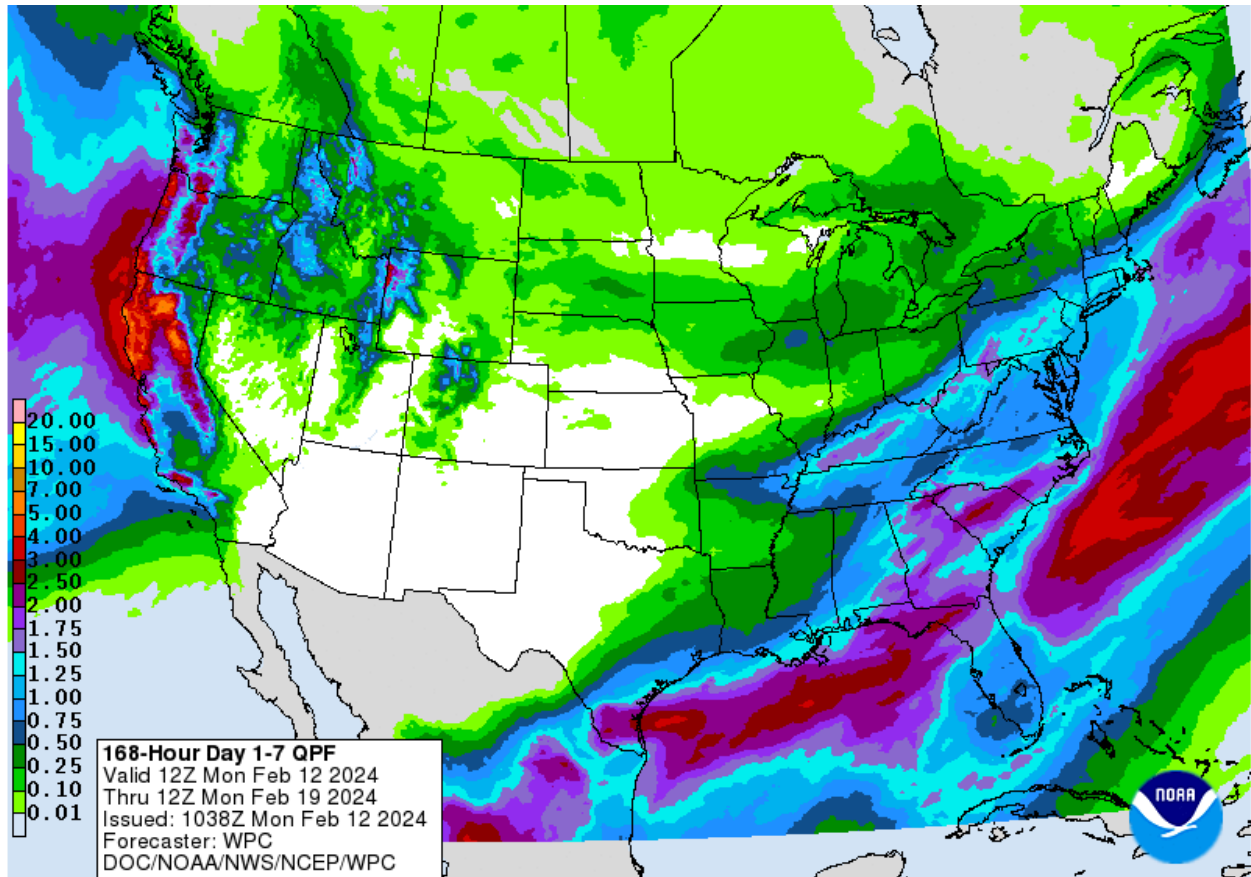 20.00
15.00
10.00
7.00
5.00
4.00
3.00
2.50
2.00
1.75
1.50
1.25
1.00
0.75
0.50
0.25
0.10
0.01
168-Hour Day 1-7 QPF
Valid 12Z Mon Feb 12 2024
Thru 12Z Mon Feb 19 2024
Issued: 1038Z Mon Feb 12 2024
Forecaster: WPC
DOC/NOAA/NWS/NCEP/WPC
NOAA